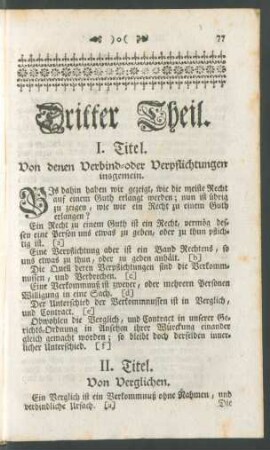 )o( 77
Dritter Theil.
I. Titel.
Von denen Verbind=oder Verpflichtungen
insgemein.
Bis dahin haben wir gezeigt, wie die meiste Recht
auf einem Guth erlangt werden; nun ist übrig
zu zeigen, wie wir ein Recht zu einem Guth
erlangen?
Ein Recht zu einem Guth ist ein Recht, vermög des=
sen eine Person uns etwas zu geben, oder zu thun pflich=
tig ist. [a]
Eine Verpflichtung aber ist ein Band Rechtens, so
uns etwas zu thun, oder zu geben anhält. [b]
Die Quell deren Verpflichtungen sind die Verkomm=
nussen, und Verbrechen. [c]
Eine Verkommnuß ist zweyer, oder mehrern Personen
Willigung in eine Sach. [d]
Der Unterschied der Verkommnussen ist in Verglich,
und Contract. [e]
Obwohlen die Verglich, und Contract in unserer Ge=
richts=Ordnung in Ansehen ihrer Würckung einander
gleich gemacht worden; so bleibt doch derselben inner=
licher Unterschied. [f]
II. Titel.
Von Verglichen.
Ein Verglich ist ein Verkommnuß ohne Nahmen, und
verbindliche Ursach. [a]
Die